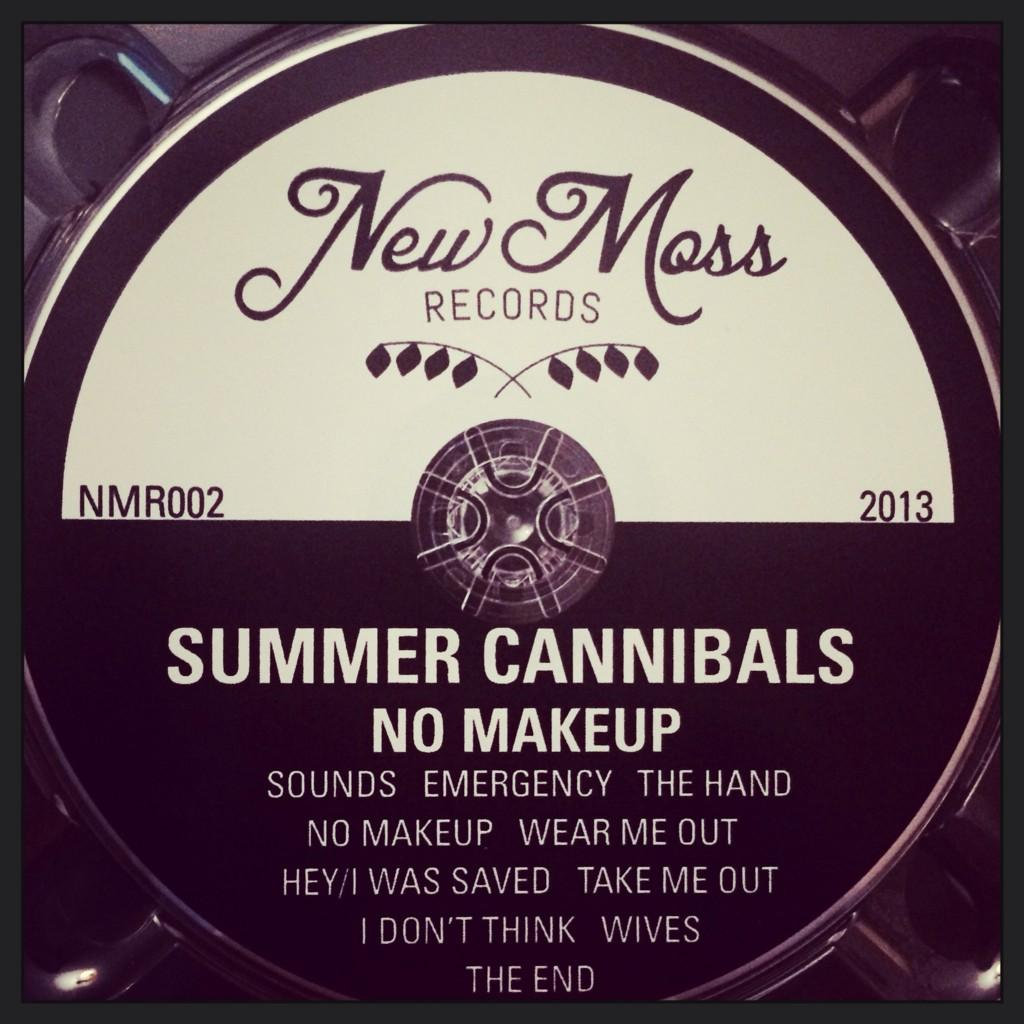 New Moss
RECORDS
NMR002 2013
SUMMER CANNIBALS
NO MAKEUP
SOUNDS EMERGENCY THE HAND
NO MAKEUP WEAR ME OUT
HEY/I WAS SAVED TAKE ME OUT
I DON'T THINK WIVES
THE END